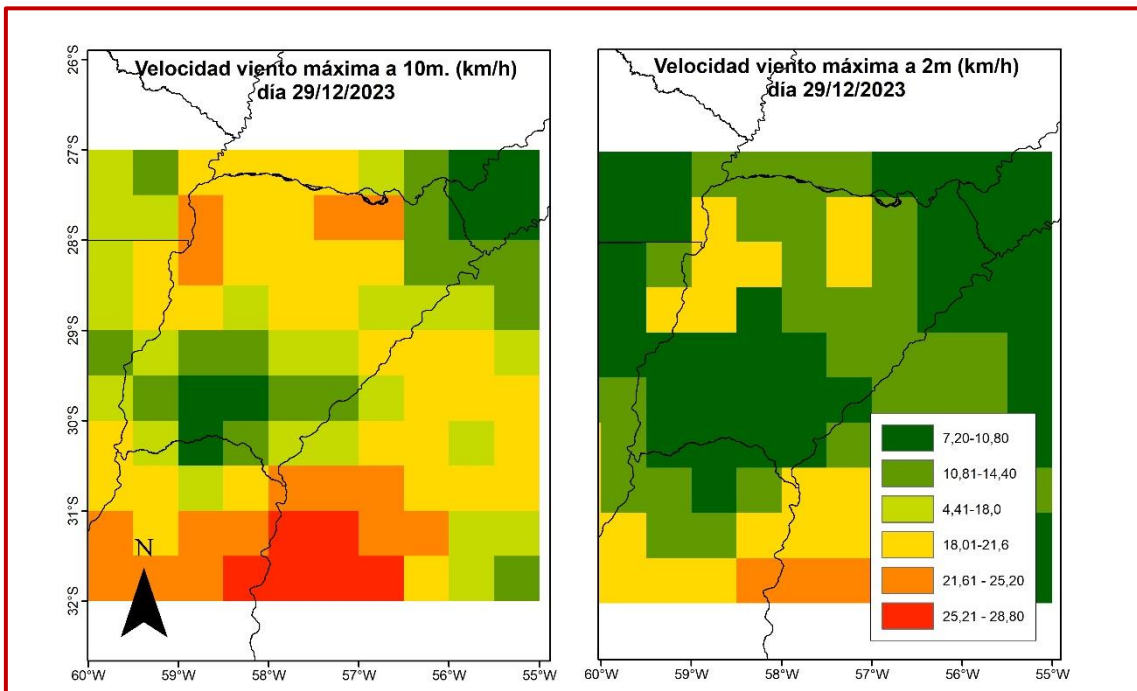 Velocidad viento máxima a 10m. (km/h)
día 29/12/2023
26°S
27°S
28°S
29°S
30°S
31°S
32°S
N
60°W
59°W
58°W
57°W
56°W
55°W
Velocidad viento máxima a 2m (km/h)
día 29/12/2023
7,20-10,80
10,81-14,40
4,41-18,0
18,01-21,6
21,61 - 25,20
25,21 - 28,80
60°W
59°W
58°W
57°W
56°W
55°W